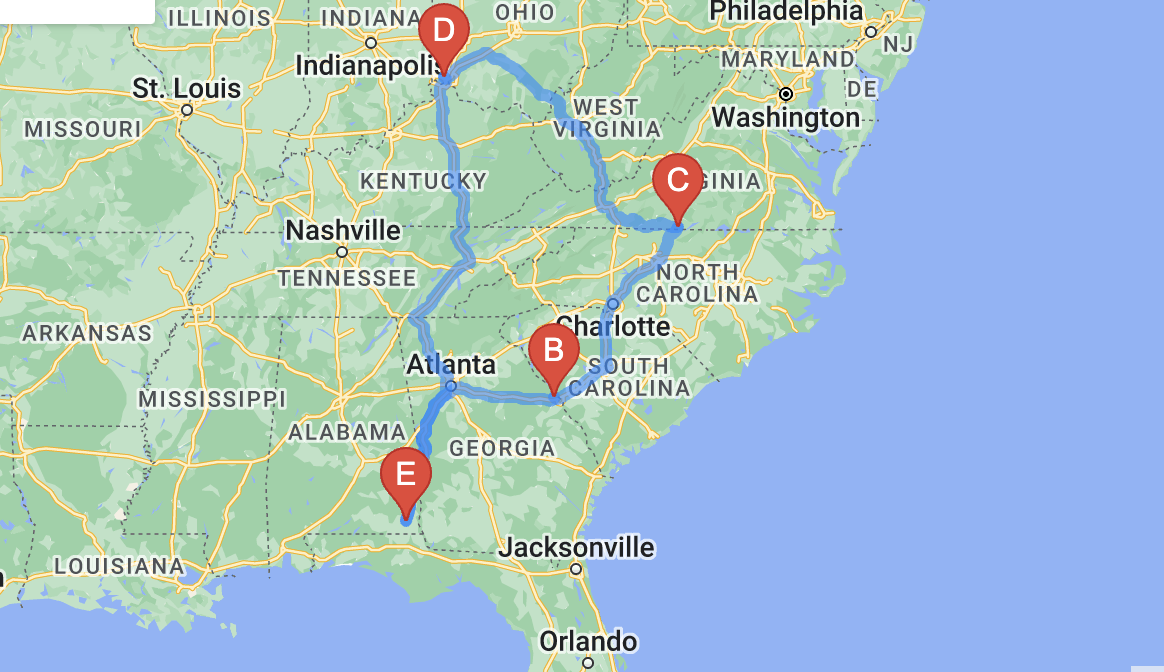 ILLINOIS
INDIANA
OHIO
Philadelphia
D
NJ
Indianapolis
MARYLAND
St. Louis
DE
WEST
VIRGINIA
Washington
MISSOURI
KENTUCKY
C
GINIA
Nashville
TENNESSEE
NORTH
CAROLINA
ARKANSAS
Charlotte
B
Atlanta
SOUTH
CAROLINA
MISSISSIPPI
ALABAMA
GEORGIA
E
Jacksonville
LOUISIANA
Orlando